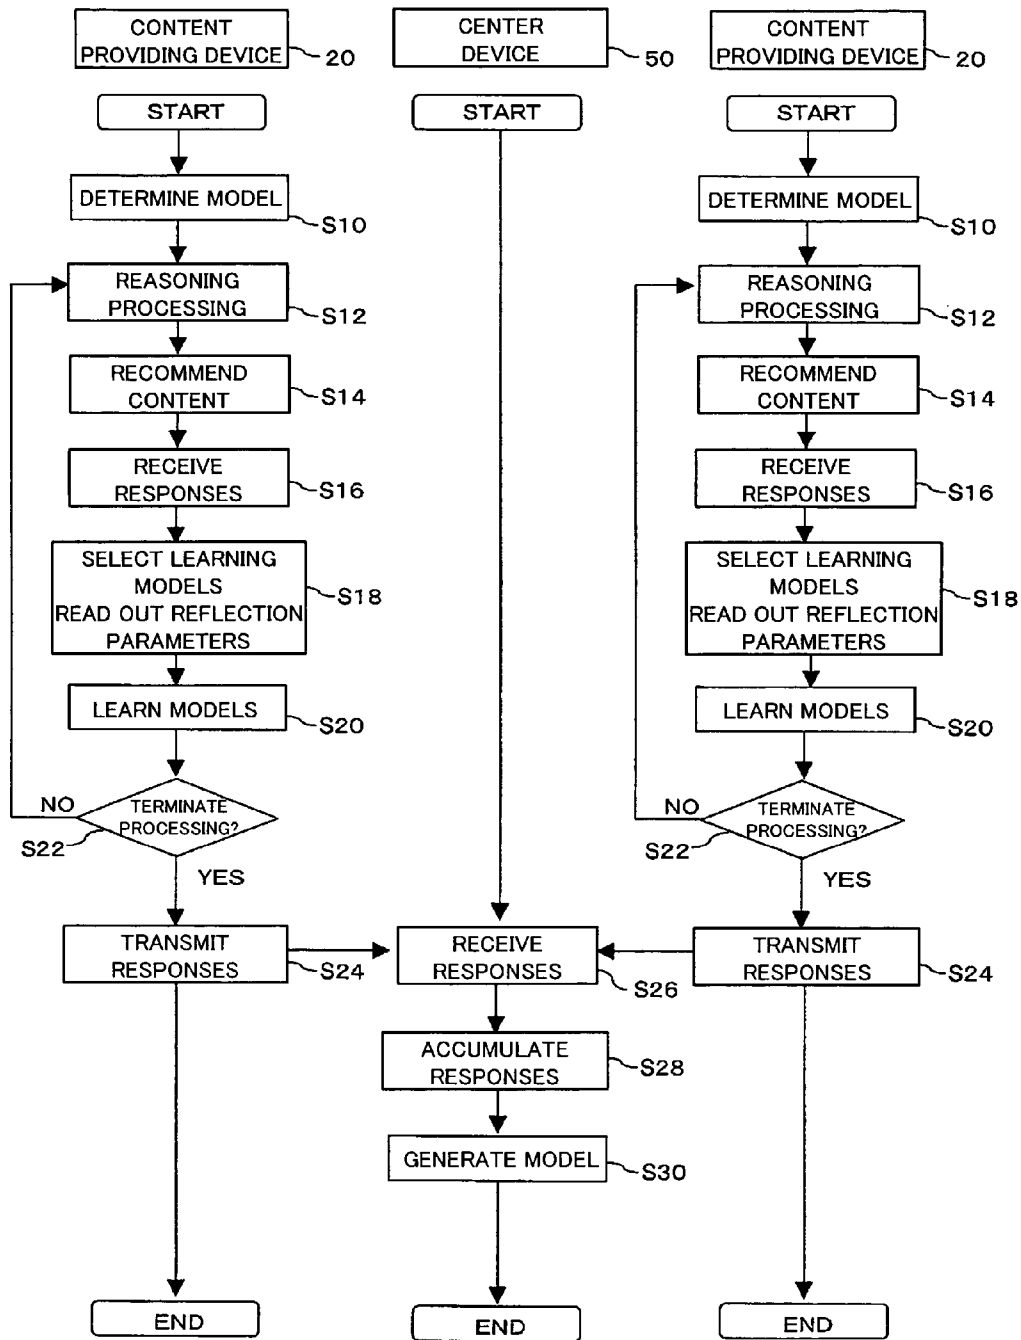 CONTENT
PROVIDING DEVICE
20
START
DETERMINE MODEL
S10
REASONING
PROCESSING
S12
RECOMMEND
CONTENT
S14
RECEIVE
RESPONSES
S16
SELECT LEARNING
MODELS
READ OUT REFLECTION
PARAMETERS
S18
LEARN MODELS
S20
NO
TERMINATE
PROCESSING?
S22
YES
TRANSMIT
RESPONSES
S24
END
CENTER
DEVICE
50
START
RECEIVE
RESPONSES
S26
ACCUMULATE
RESPONSES
S28
GENERATE MODEL
S30
END
CONTENT
PROVIDING DEVICE
20
START
DETERMINE MODEL
S10
REASONING
PROCESSING
S12
RECOMMEND
CONTENT
S14
RECEIVE
RESPONSES
S16
SELECT LEARNING
MODELS
READ OUT REFLECTION
PARAMETERS
S18
LEARN MODELS
S20
NO
TERMINATE
PROCESSING?
S22
YES
TRANSMIT
RESPONSES
S24
END